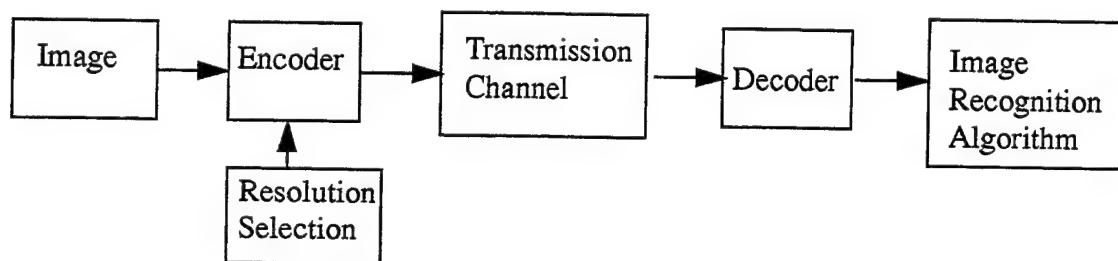 Image
Encoder
Transmission
Channel
Decoder
Image
Recognition
Algorithm
Resolution
Selection